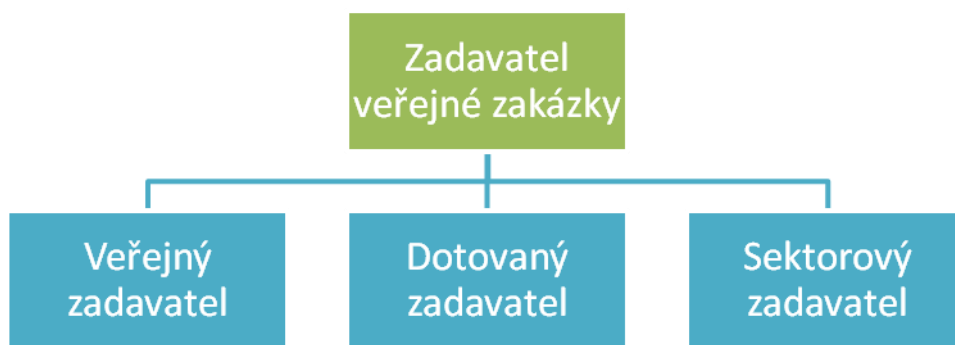 Zadavatel
veřejné zakázky
Veřejný
zadavatel
Dotovaný
zadavatel
Sektorový
zadavatel